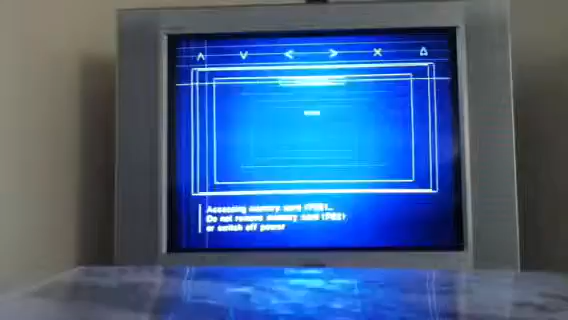 Accessing memory card (PS2)...
Do not remove memory card (PS2)
or switch off power